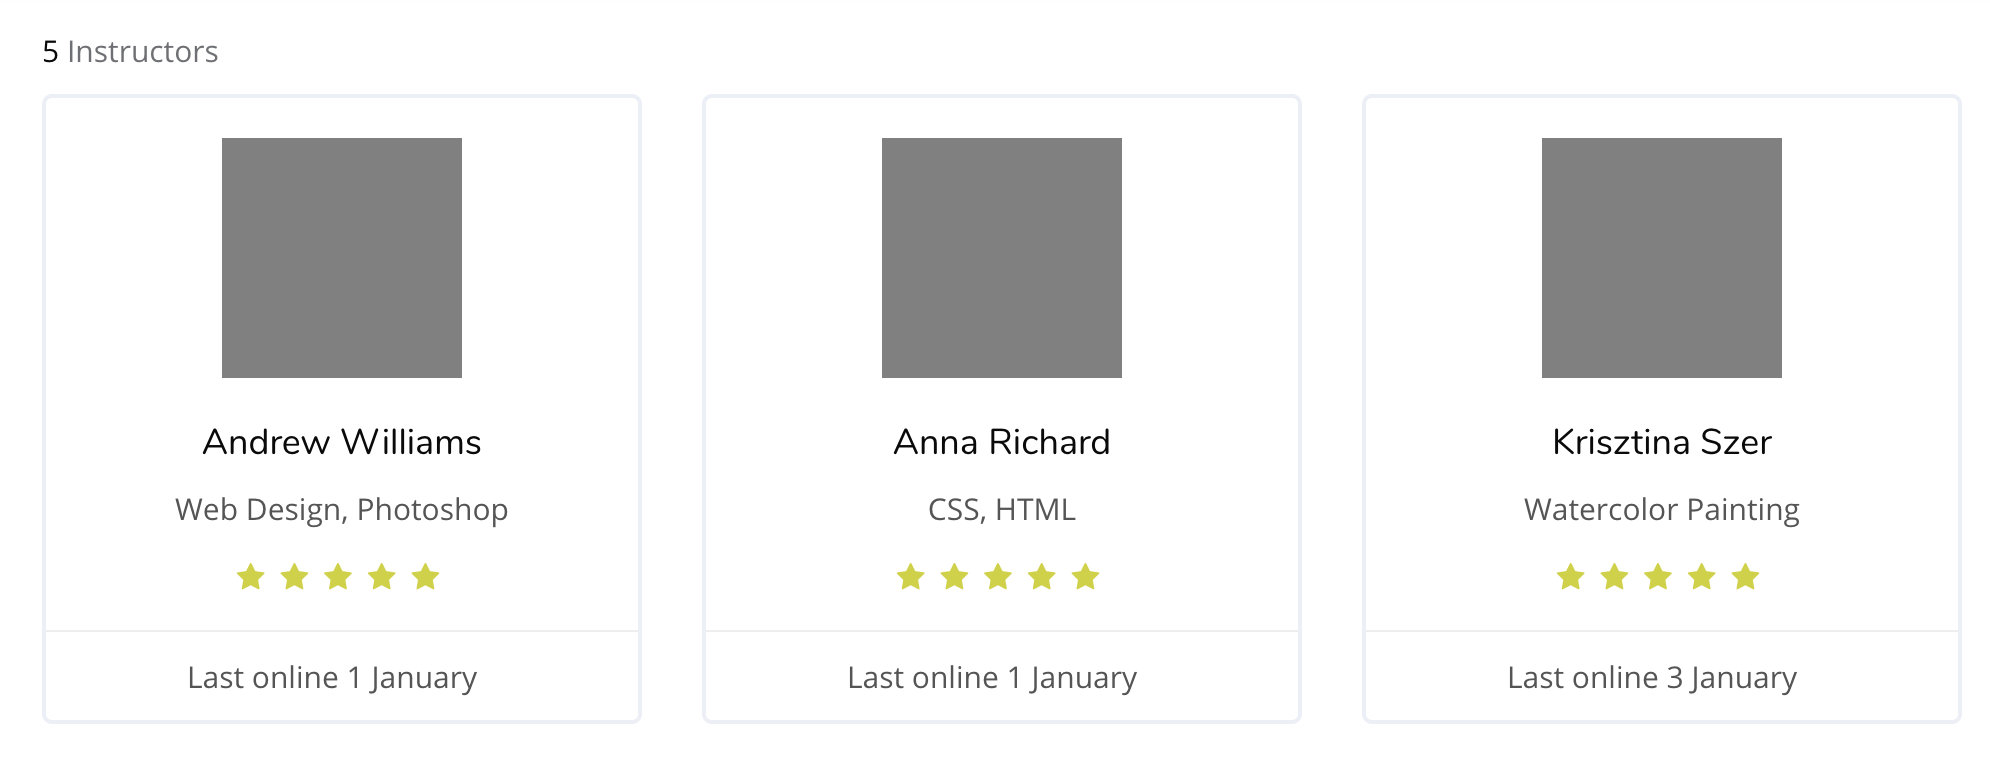 5 Instructors
Andrew Williams
Web Design, Photoshop
Last online 1 January
Anna Richard
CSS, HTML
Last online 1 January
Krisztina Szer
Watercolor Painting
Last online 3 January